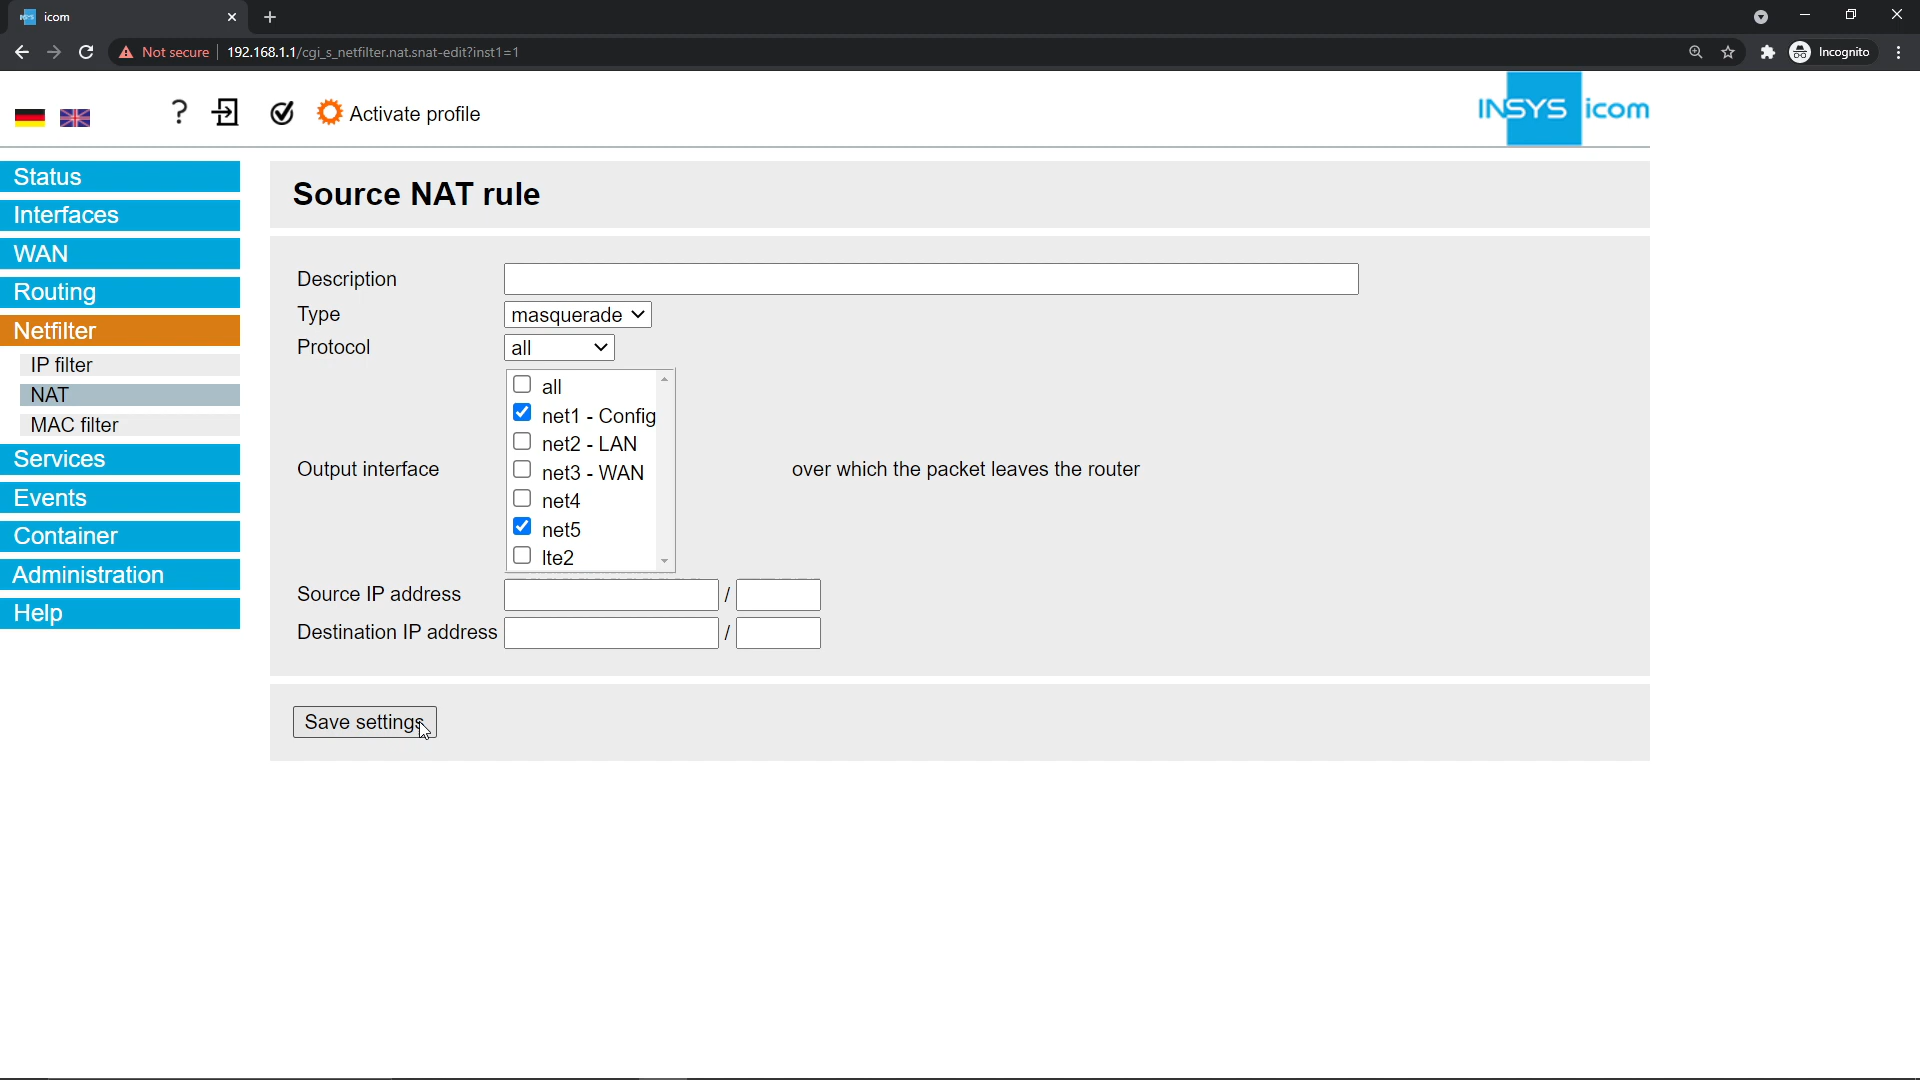 icom
Not secure
192.168.1.1/cgi_s_netfilter.nat.snat-edit?inst1=1
Incognito
?
Activate profile
INSYS icom
Status
Interfaces
WAN
Routing
Netfilter
IP filter
NAT
MAC filter
Services
Events
Container
Administration
Help
Source NAT rule
Description
Type
masquerade
Protocol
all
all
net1 - Config
net2 - LAN
net3 - WAN
net4
net5
lte2
Output interface
over which the packet leaves the router
Source IP address
/
Destination IP address
/
Save settings